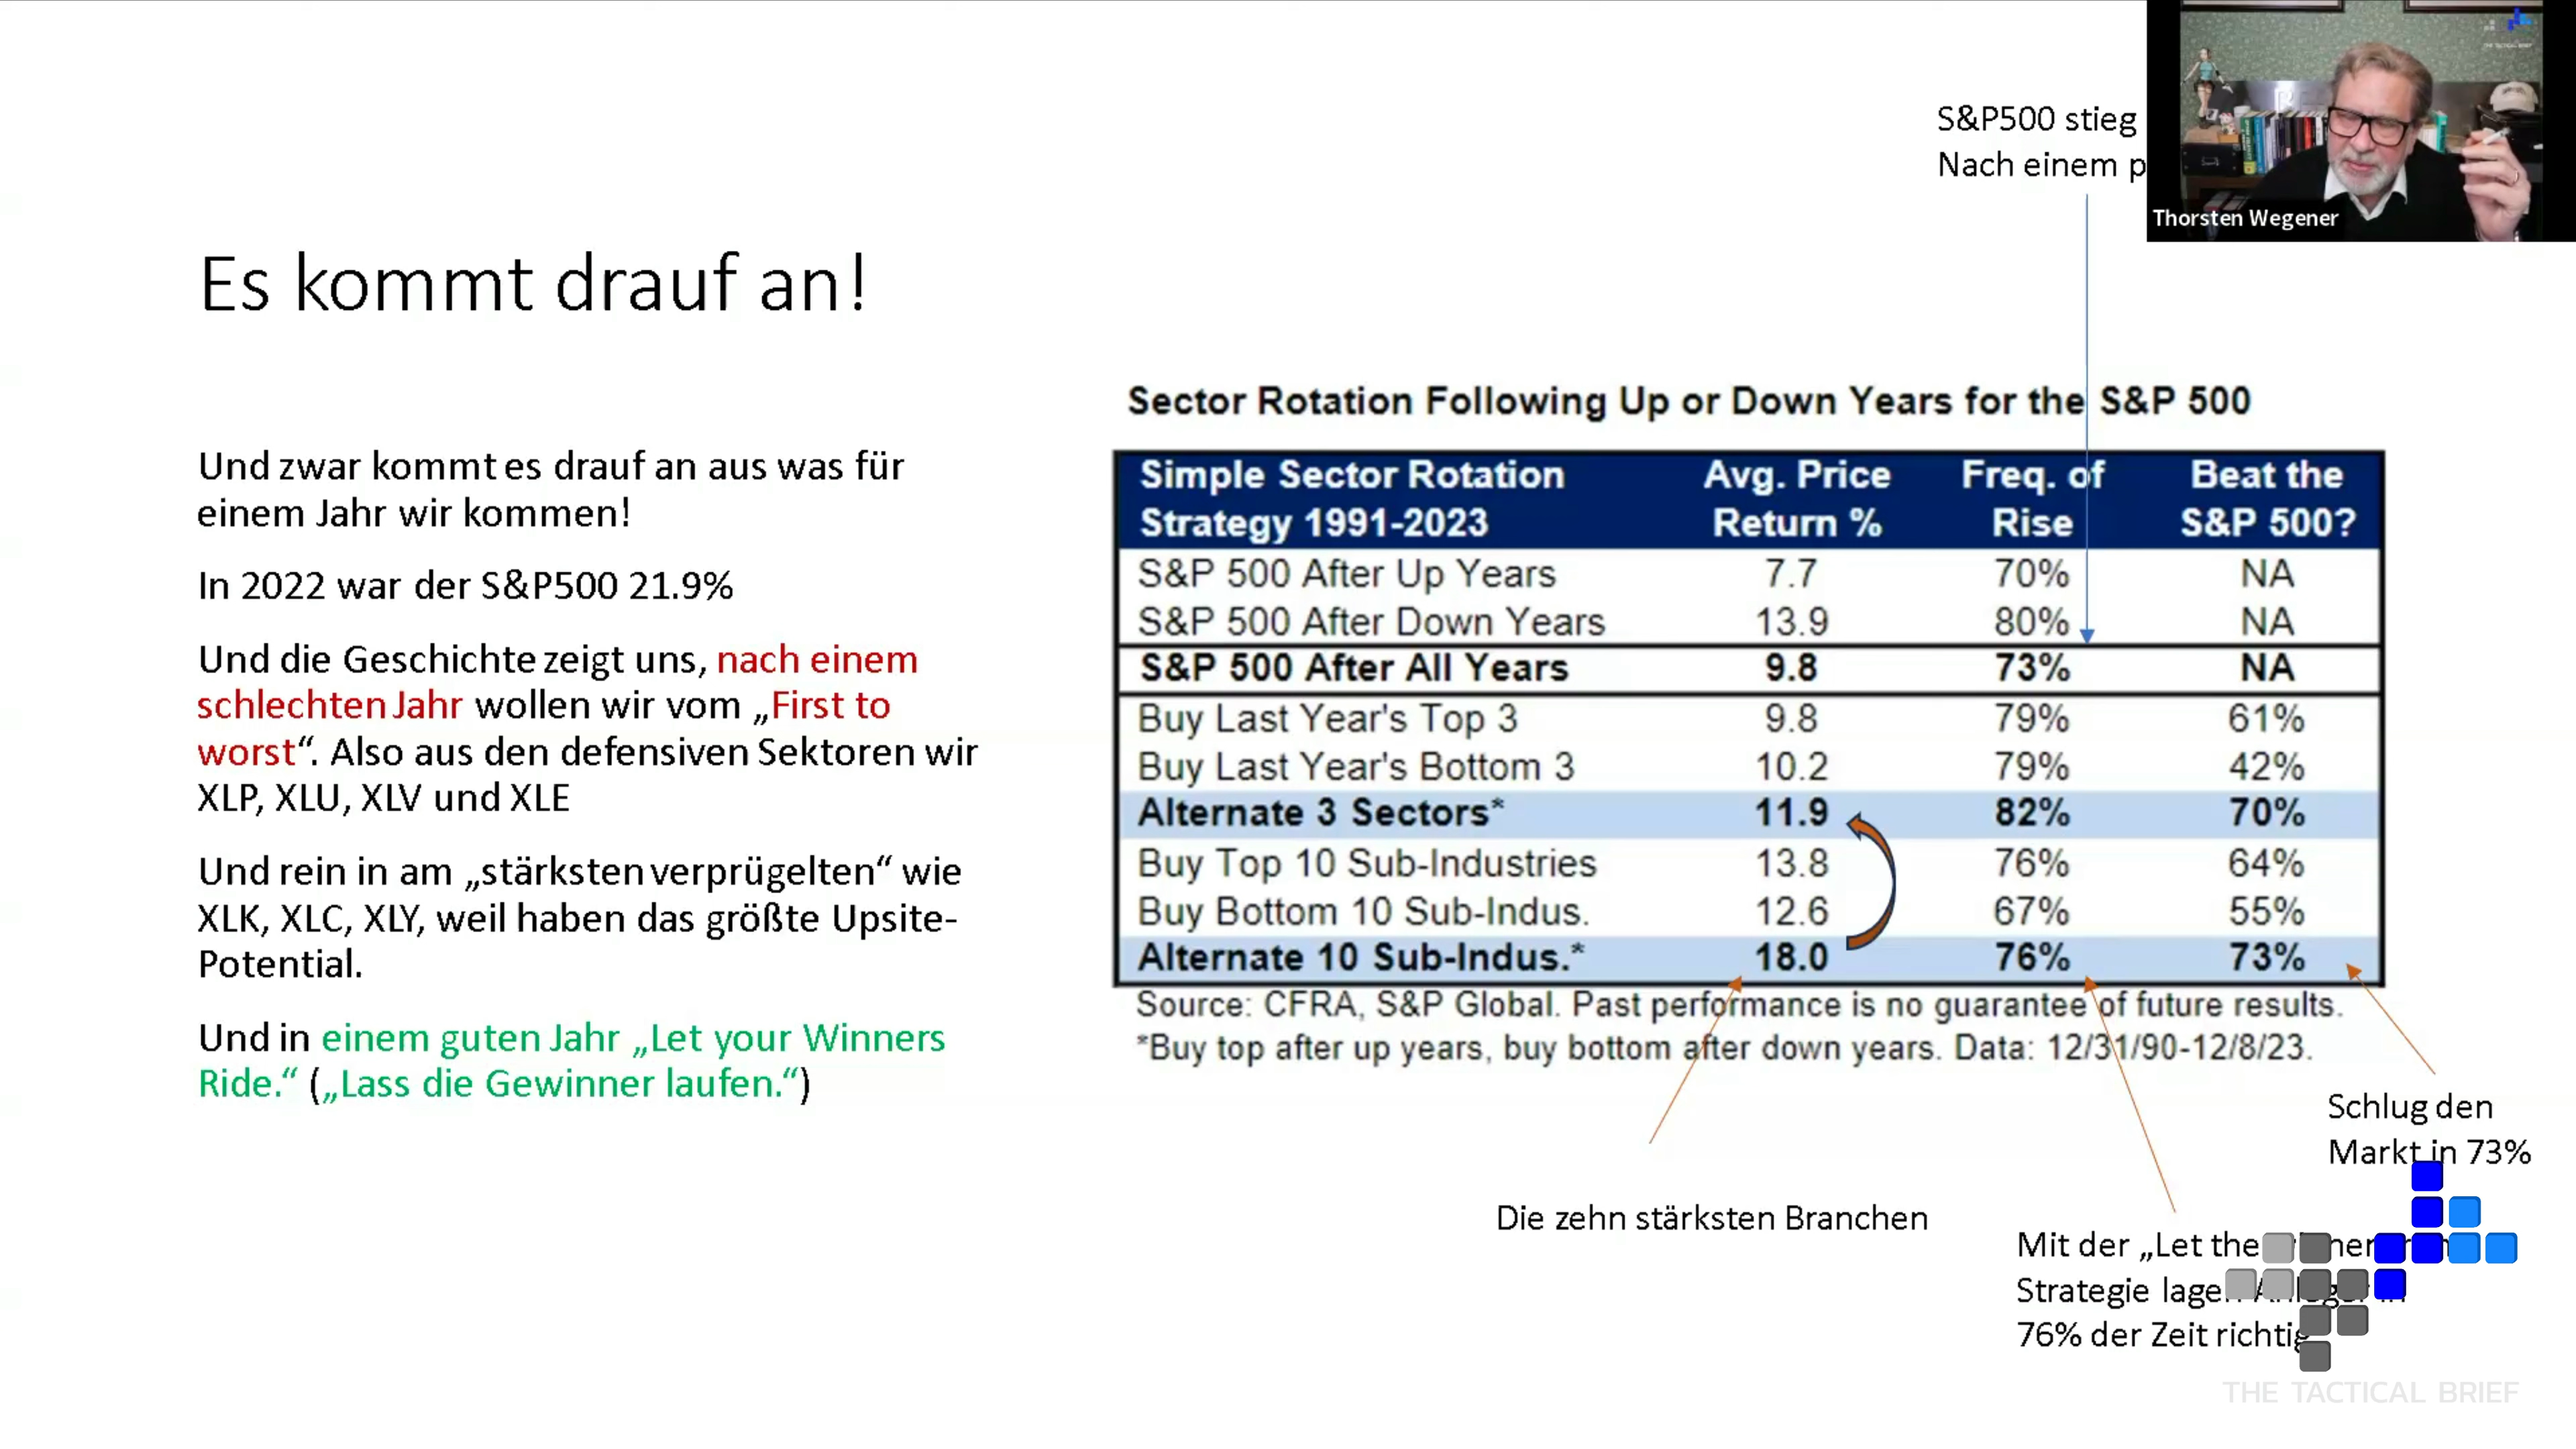 S&P500 stieg
Nach einem
Thorsten Wegener
Es kommt drauf an!
Und zwar kommt es drauf an aus was für
einem Jahr wir kommen!
In 2022 war der S&P500 21.9%
Und die Geschichte zeigt uns, nach einem
schlechten Jahr wollen wir vom „First to
worst“. Also aus den defensiven Sektoren wir
XLP, XLU, XLV und XLE
Und rein in am „stärksten verprügelten“ wie
XLK, XLC, XLY, weil haben das größte Upsite-
Potential.
Und in einem guten Jahr „Let your Winners
Ride.“ („Lass die Gewinner laufen.“)
Sector Rotation Following Up or Down Years for the S&P 500
Simple Sector Rotation Avg. Price Freq. of Beat the
Strategy 1991-2023 Return % Rise S&P 500?
S&P 500 After Up Years 7.7 70% NA
S&P 500 After Down Years 13.9 80% NA
S&P 500 After All Years 9.8 73% NA
Buy Last Year's Top 3 9.8 79% 61%
Buy Last Year's Bottom 3 10.2 79% 42%
Alternate 3 Sectors* 11.9 82% 70%
Buy Top 10 Sub-Industries 13.8 76% 64%
Buy Bottom 10 Sub-Indus. 12.6 67% 55%
Alternate 10 Sub-Indus.* 18.0 76% 73%
Source: CFRA, S&P Global. Past performance is no guarantee of future results.
*Buy top after up years, buy bottom after down years. Data: 12/31/90-12/8/23.
Schlug den
Markt in 73%
Die zehn stärksten Branchen
Mit der „Let the
Strategie
76% der Zeit richtig
THE TACTICAL BRIEF